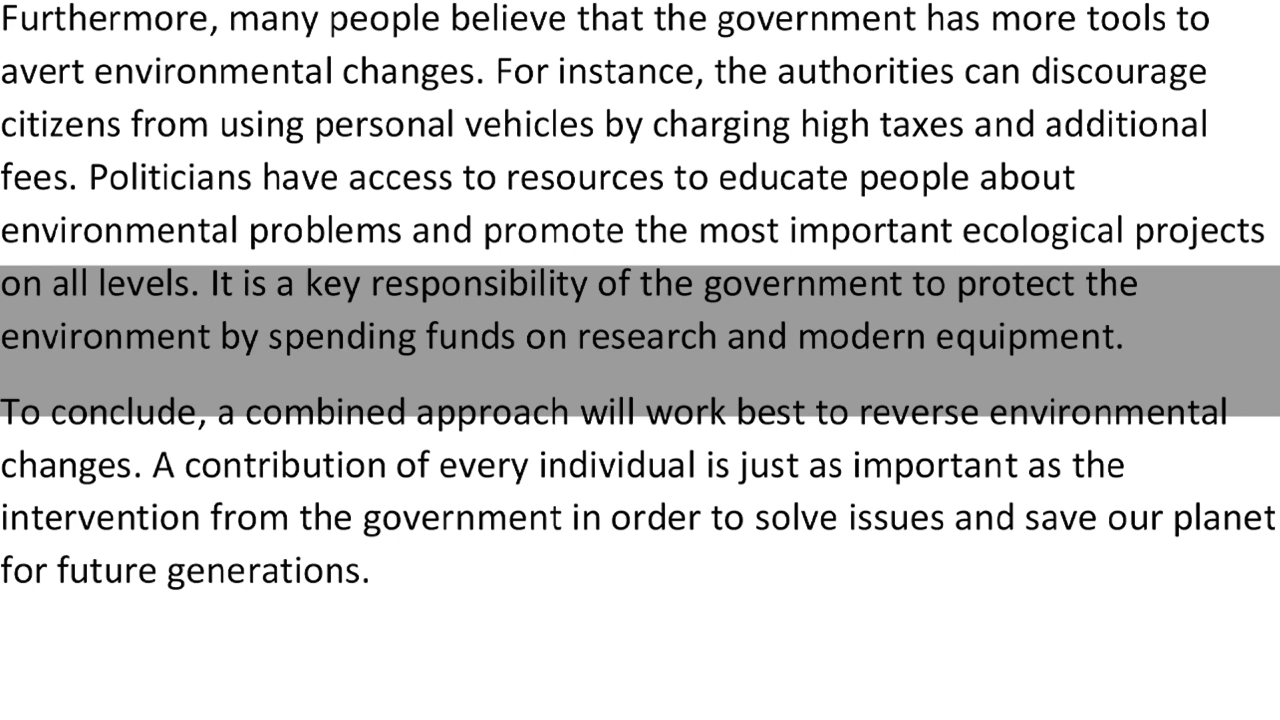 Furthermore, many people believe that the government has more tools to
avert environmental changes. For instance, the authorities can discourage
citizens from using personal vehicles by charging high taxes and additional
fees. Politicians have access to resources to educate people about
environmental problems and promote the most important ecological projects
on all levels. It is a key responsibility of the government to protect the
environment by spending funds on research and modern equipment.
To conclude, a combined approach will work best to reverse environmental
changes. A contribution of every individual is just as important as the
intervention from the government in order to solve issues and save our planet
for future generations.